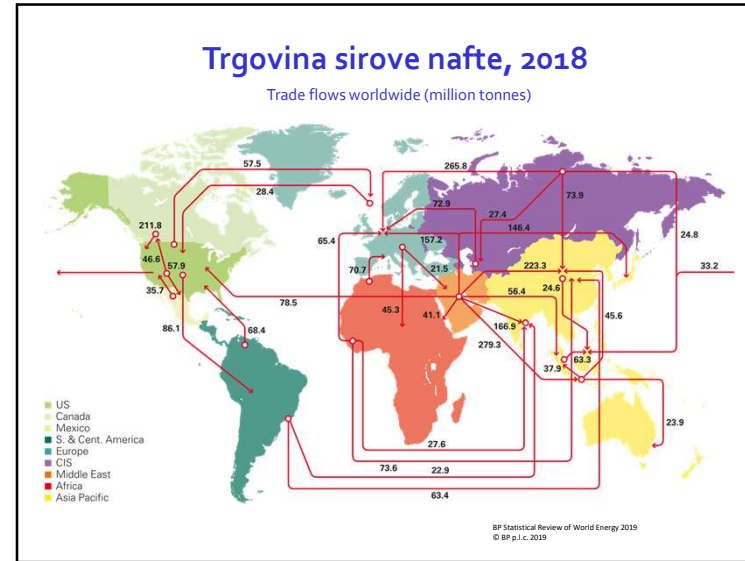 Trgovina sirove nafte, 2018
Trade flows worldwide (million tonnes)
57.5
265.8
28.4
73.9
72.9
27.4
211.8
146.4
65.4
157.2
24.8
46.6
57.9
70.7
21.5
223.3
33.2
35.7
78.5
56.4
24.6
45.3
41.1
45.6
86.1
68.4
166.9
279.3
63.3
37.9
23.9
27.6
73.6
22.9
63.4
US
Canada
Mexico
S. & Cent. America
Europe
CIS
Middle East
Africa
Asia Pacific
BP Statistical Review of World Energy 2019
© BP p.l.c. 2019